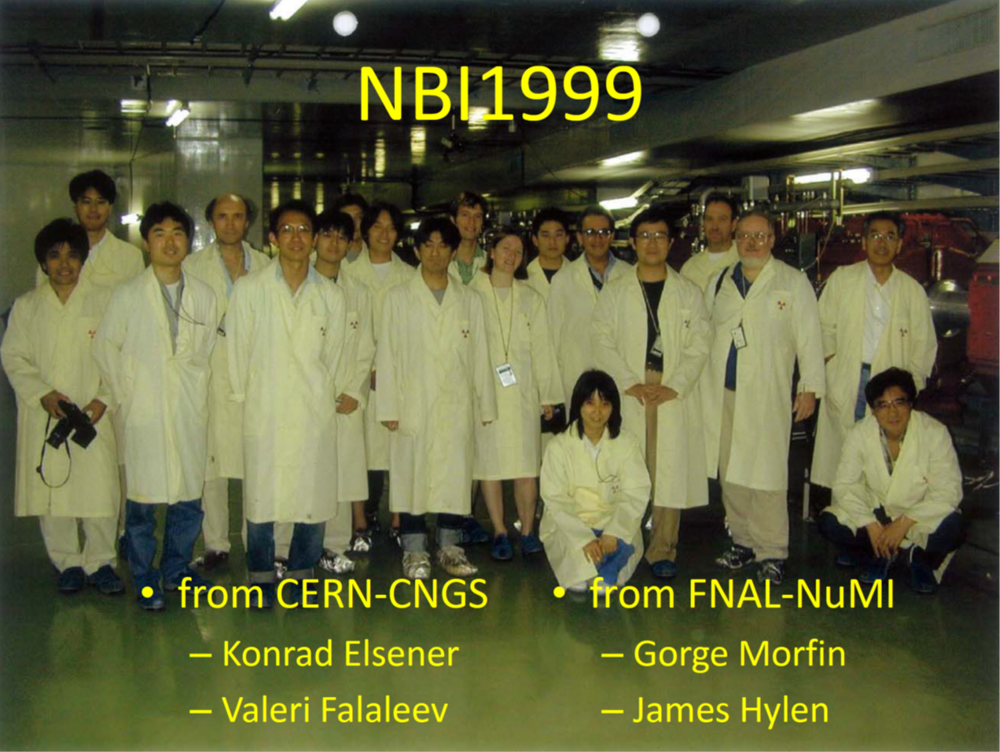 NBI1999
• from CERN-CNGS
– Konrad Elsener
– Valeri Falaleev
• from FNAL-NuMI
– Gorge Morfin
– James Hylen